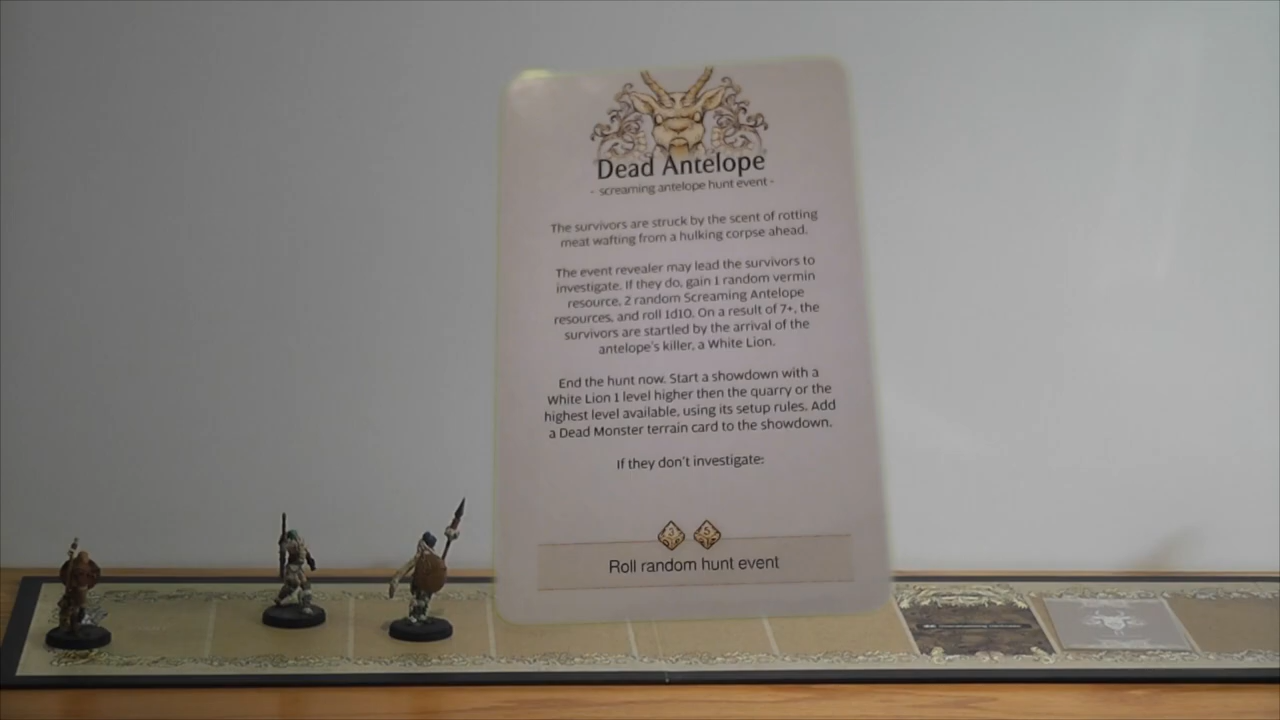 Dead Antelope
- screaming antelope hunt event -
The survivors are struck by the scent of rotting
meat wafting from a hulking corpse ahead.
The event revealer may lead the survivors to
investigate. If they do, gain 1 random vermin
resource, 2 random Screaming Antelope
resources, and roll 1d10. On a result of 7+, the
survivors are startled by the arrival of the
antelope's killer, a White Lion.
End the hunt now. Start a showdown with a
White Lion 1 level higher then the quarry or the
highest level available, using its setup rules. Add
a Dead Monster terrain card to the showdown.
If they don't investigate:
3 5
Roll random hunt event